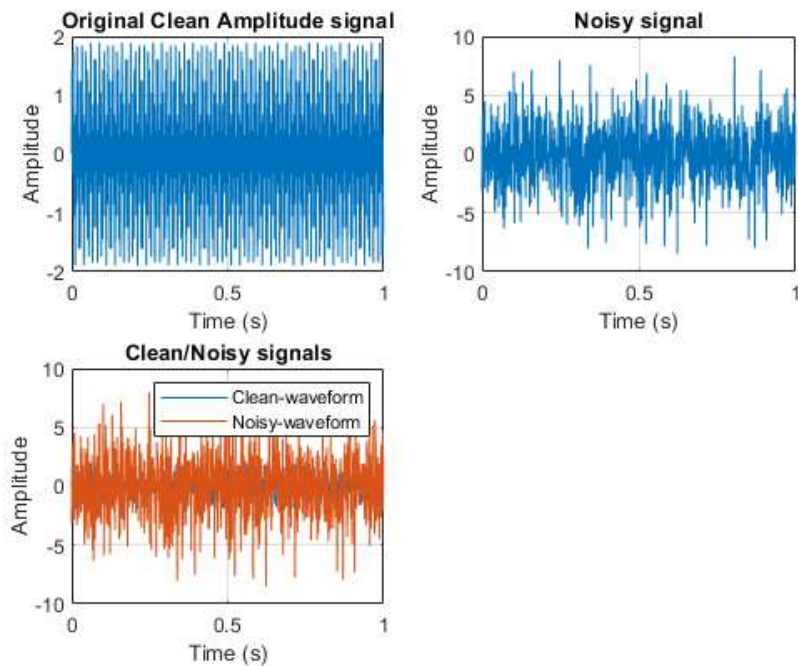 Original Clean Amplitude signal
2
1
0
-1
-2
Amplitude
0
0.5
1
Time (s)
Noisy signal
10
5
0
-5
-10
Amplitude
0
0.5
1
Time (s)
Clean/Noisy signals
10
5
0
-5
-10
Amplitude
Clean-waveform
Noisy-waveform
0
0.5
1
Time (s)